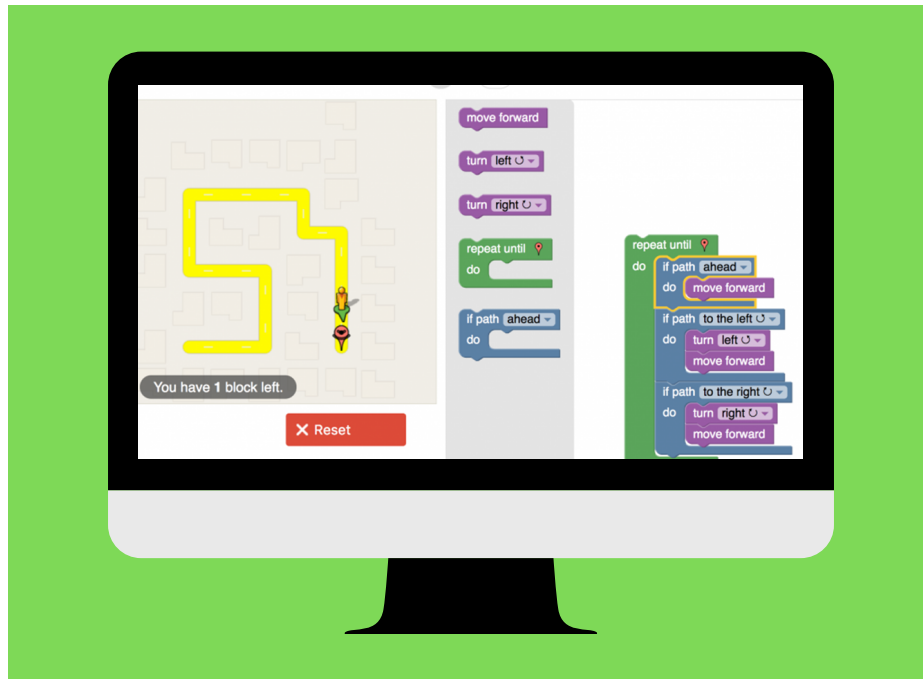 You have 1 block left.
Reset
move forward
turn left
turn right
repeat until
do
if path ahead
do
repeat until
do
if path ahead
do move forward
if path to the left
do turn left
move forward
if path to the right
do turn right
move forward